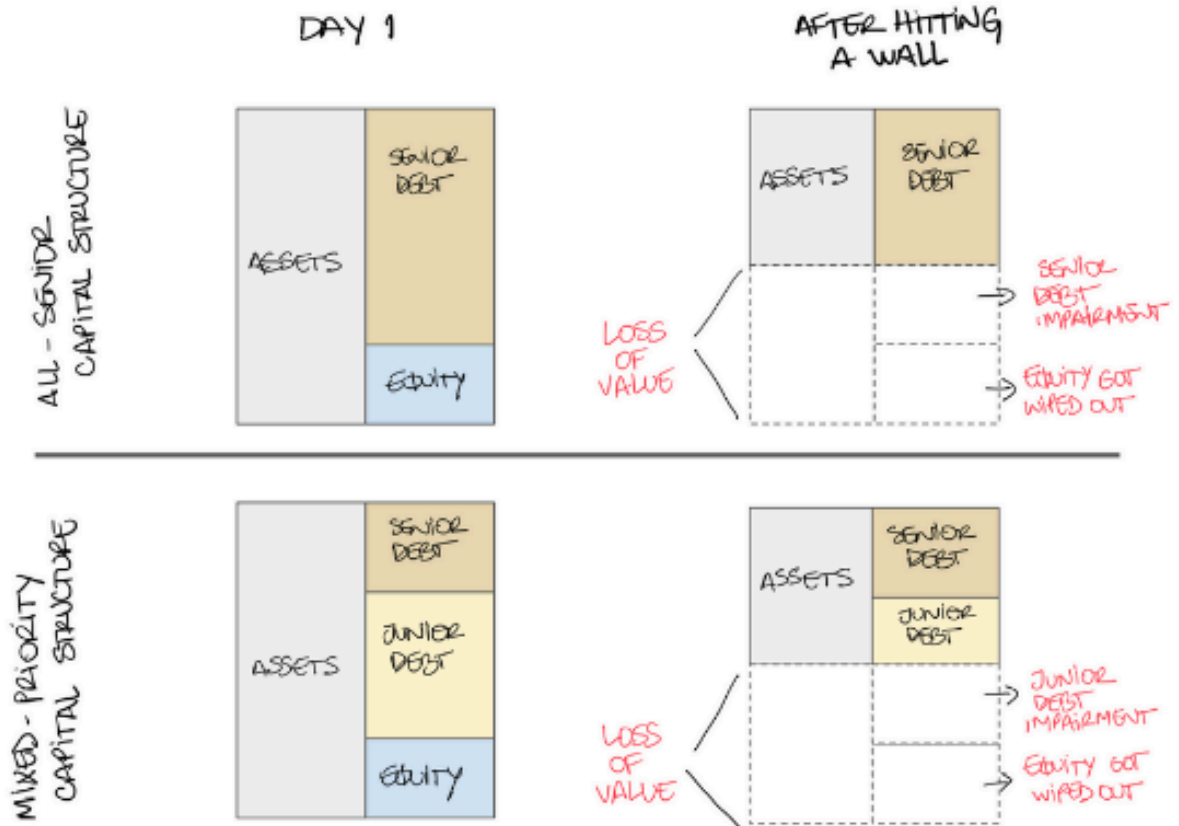 DAY 1
AFTER HITTING
A WALL
ALL - SENIOR
CAPITAL STRUCTURE
ASSETS
SENIOR
DEBT
EQUITY
ASSETS
SENIOR
DEBT
LOSS
OF
VALUE
SENIOR
DEBT
IMPAIRMENT
EQUITY GOT
WIPED OUT
MIXED - PRIORITY
CAPITAL STRUCTURE
ASSETS
SENIOR
DEBT
JUNIOR
DEBT
EQUITY
ASSETS
SENIOR
DEBT
JUNIOR
DEBT
LOSS
OF
VALUE
JUNIOR
DEBT
IMPAIRMENT
EQUITY GOT
WIPED OUT